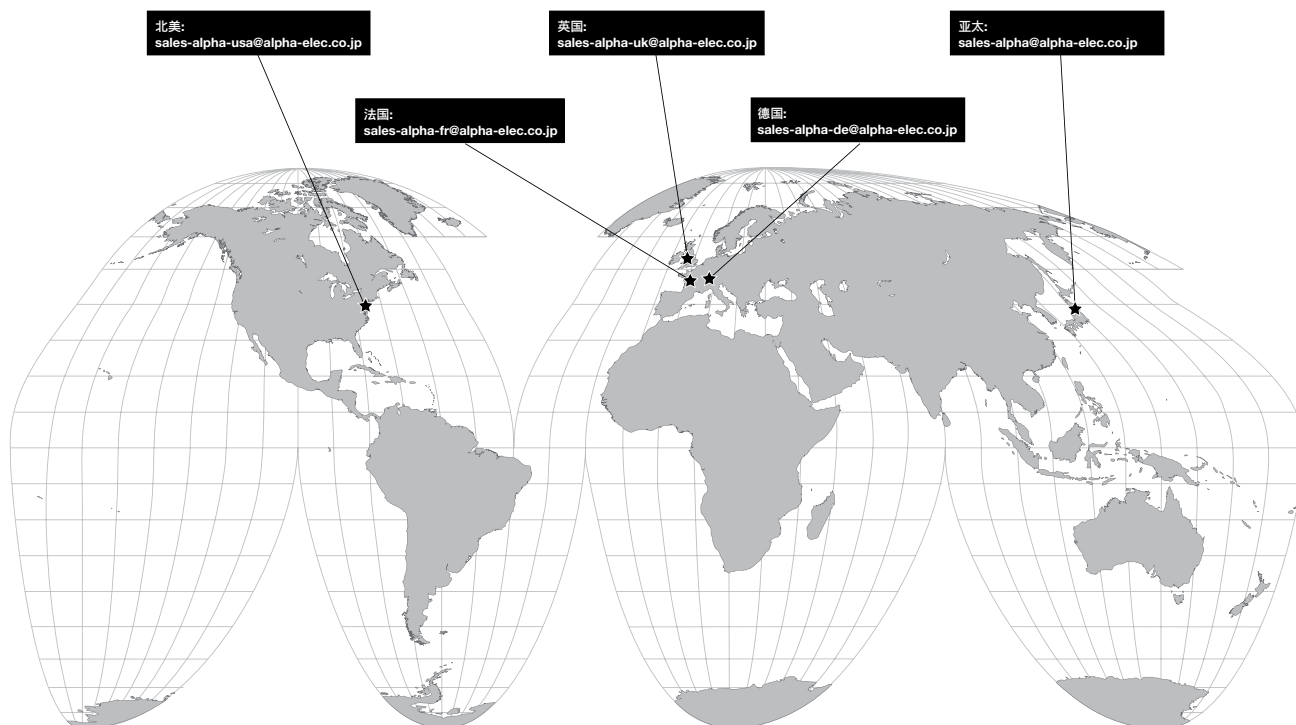 北美:
sales-alpha-usa@alpha-elec.co.jp
英国:
sales-alpha-uk@alpha-elec.co.jp
亚太:
sales-alpha@alpha-elec.co.jp
法国:
sales-alpha-fr@alpha-elec.co.jp
德国:
sales-alpha-de@alpha-elec.co.jp